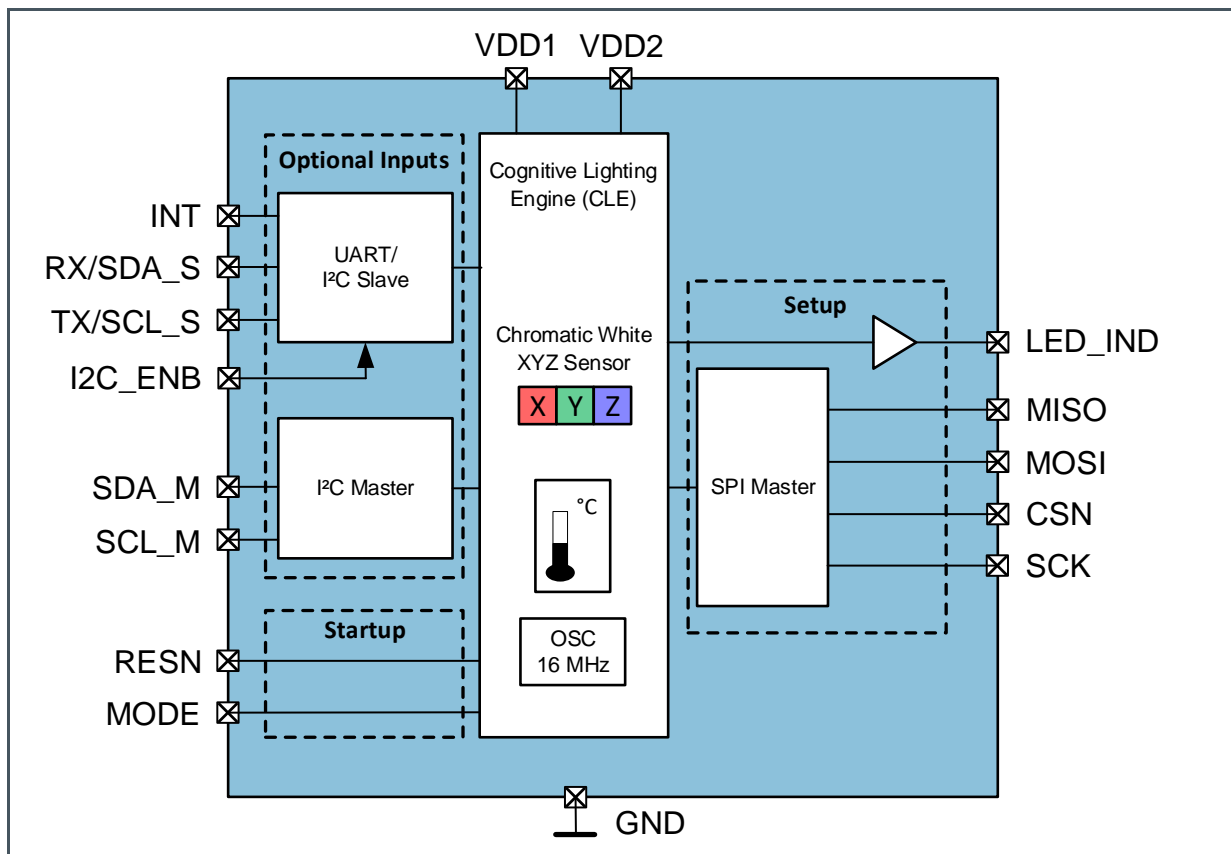 VDD1
VDD2
Optional Inputs
INT
RX/SDA_S
TX/SCL_S
I2C_ENB
UART/
I²C Slave
SDA_M
SCL_M
I²C Master
Startup
RESN
MODE
Cognitive Lighting
Engine (CLE)
Chromatic White
XYZ Sensor
X Y Z
°C
OSC
16 MHz
Setup
SPI Master
LED_IND
MISO
MOSI
CSN
SCK
GND